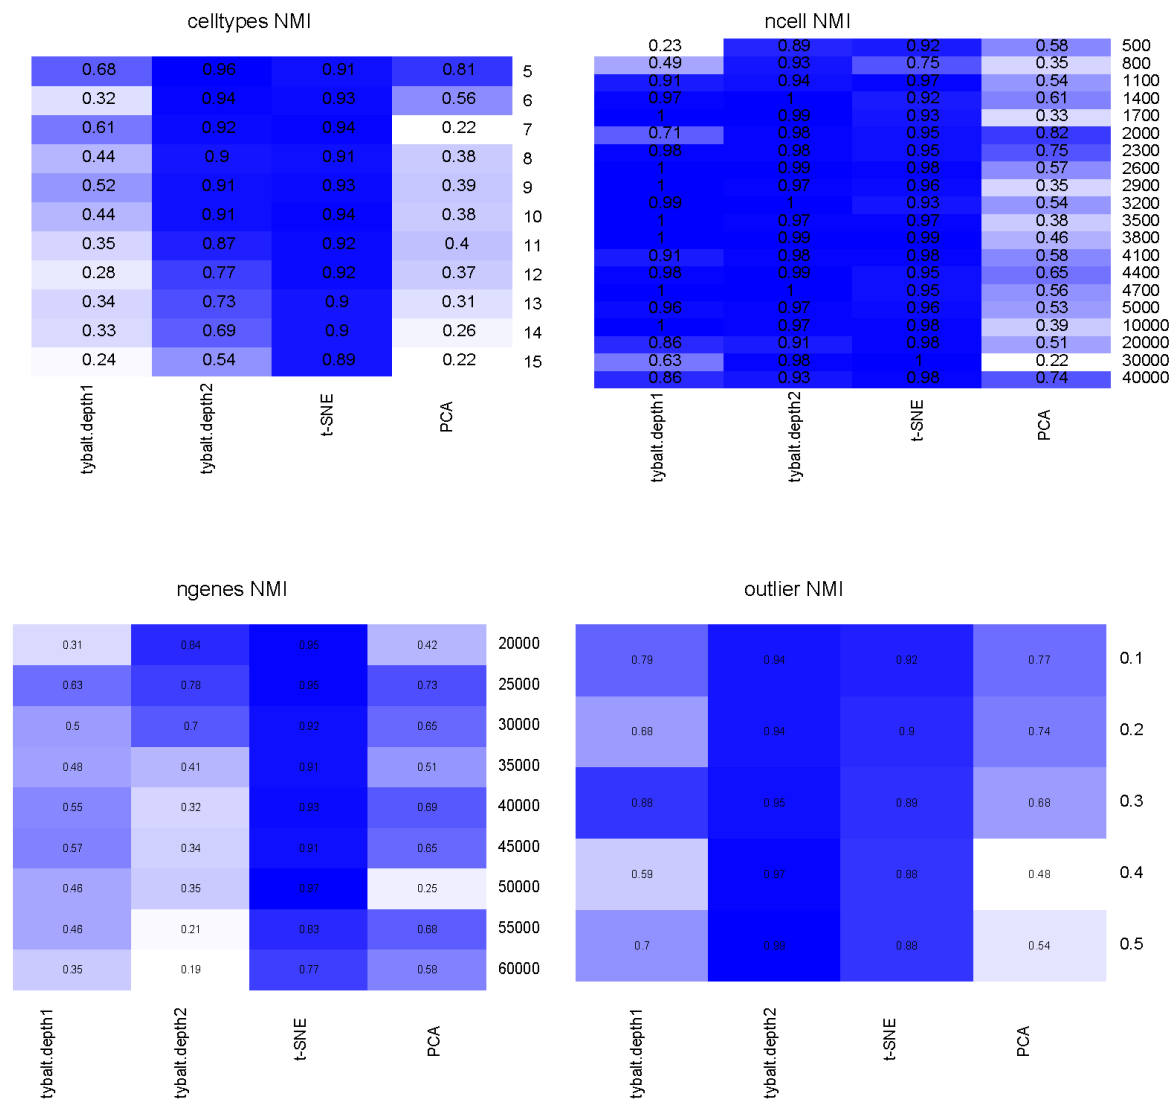 celltypes NMI
0.68 0.96 0.91 0.81 5
0.32 0.94 0.93 0.56 6
0.61 0.92 0.94 0.22 7
0.44 0.9 0.91 0.38 8
0.52 0.91 0.93 0.39 9
0.44 0.91 0.94 0.38 10
0.35 0.87 0.92 0.4 11
0.28 0.77 0.92 0.37 12
0.34 0.73 0.9 0.31 13
0.33 0.69 0.9 0.26 14
0.24 0.54 0.89 0.22 15
tybalt.depth1 tybalt.depth2 t-SNE PCA
ncell NMI
0.23 0.89 0.92 0.58 500
0.49 0.93 0.75 0.35 800
0.91 0.94 0.97 0.54 1100
0.97 1 0.92 0.61 1400
1 0.99 0.93 0.33 1700
0.71 0.98 0.95 0.82 2000
0.98 0.98 0.95 0.75 2300
1 0.99 0.98 0.57 2600
1 0.97 0.96 0.35 2900
0.99 1 0.93 0.54 3200
1 0.97 0.97 0.38 3500
1 0.99 0.99 0.46 3800
0.91 0.98 0.98 0.58 4100
0.98 0.99 0.95 0.65 4400
1 1 0.95 0.56 4700
0.96 0.97 0.96 0.53 5000
1 0.97 0.98 0.39 10000
0.86 0.91 0.98 0.51 20000
0.63 0.98 1 0.22 30000
0.86 0.93 0.98 0.74 40000
tybalt.depth1 tybalt.depth2 t-SNE PCA
ngenes NMI
0.31 0.84 0.95 0.42 20000
0.63 0.78 0.95 0.73 25000
0.5 0.7 0.92 0.65 30000
0.48 0.41 0.91 0.51 35000
0.55 0.32 0.93 0.69 40000
0.57 0.34 0.91 0.65 45000
0.46 0.35 0.97 0.25 50000
0.46 0.21 0.83 0.68 55000
0.35 0.19 0.77 0.58 60000
tybalt.depth1 tybalt.depth2 t-SNE PCA
outlier NMI
0.79 0.94 0.92 0.77 0.1
0.68 0.94 0.9 0.74 0.2
0.88 0.95 0.89 0.68 0.3
0.59 0.97 0.88 0.48 0.4
0.7 0.99 0.88 0.54 0.5
tybalt.depth1 tybalt.depth2 t-SNE PCA